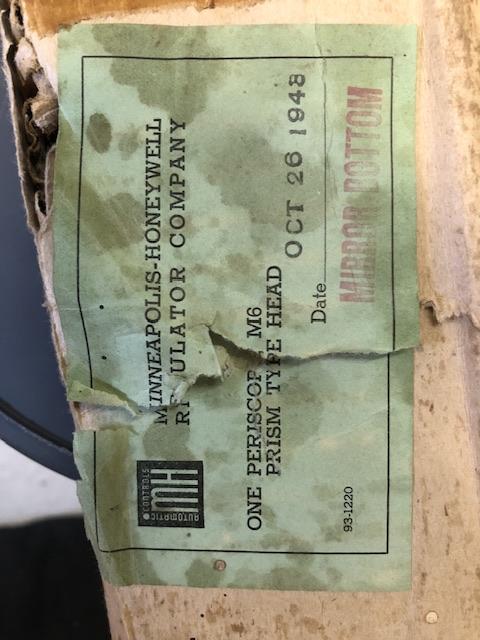 MINNEAPOLIS-HONEYWELL
R ULATOR COMPANY
AUTOMATIC
MH
CONTROLS
ONE PERISCOP M6
PRISM TYPE HEAD
Date OCT 26 1948
MIRROR BOTTOM
93-1220